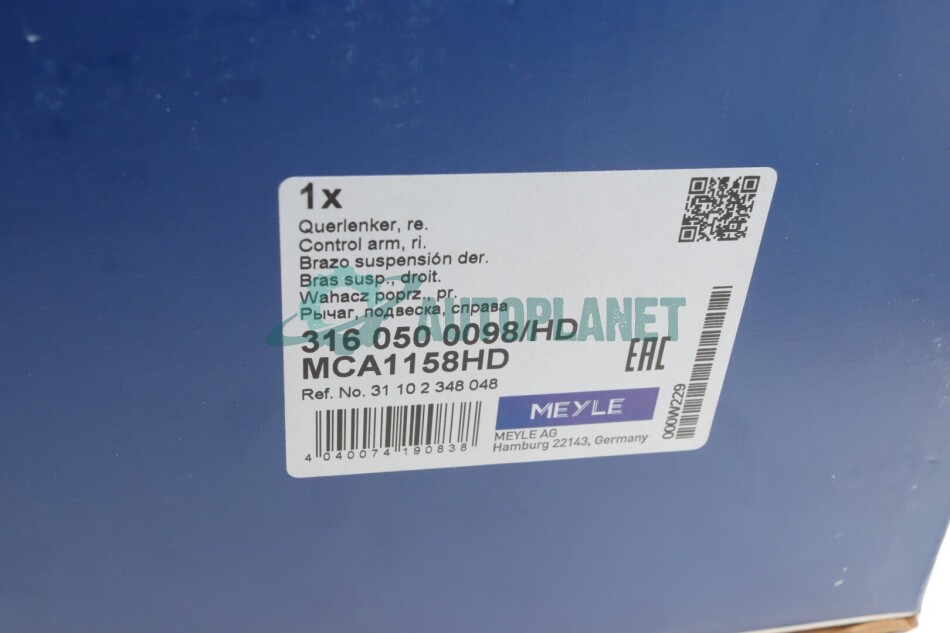 1x
Querlenker, re.
Control arm, ri.
Brazo suspensión der.
Bras susp., droit.
Wahacz poprz., pr.
Рычаг, подвеска, справа
AUTOPLANET
316 050 0098/HD
MCA1158HD
EAC
Ref. No. 31 10 2 348 048
4 040074 190838
MEYLE
MEYLE AG
Hamburg 22143, Germany
000W229